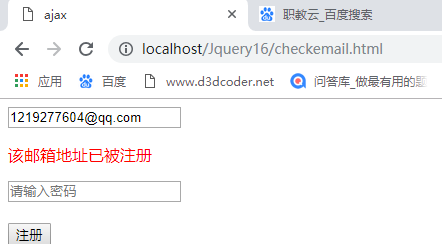 ajax
职教云_百度搜索
localhost/Jquery16/checkemail.html
应用 百度 www.d3dcoder.net 问答库_做最有用的题
1219277604@qq.com
该邮箱地址已被注册
请输入密码
注册